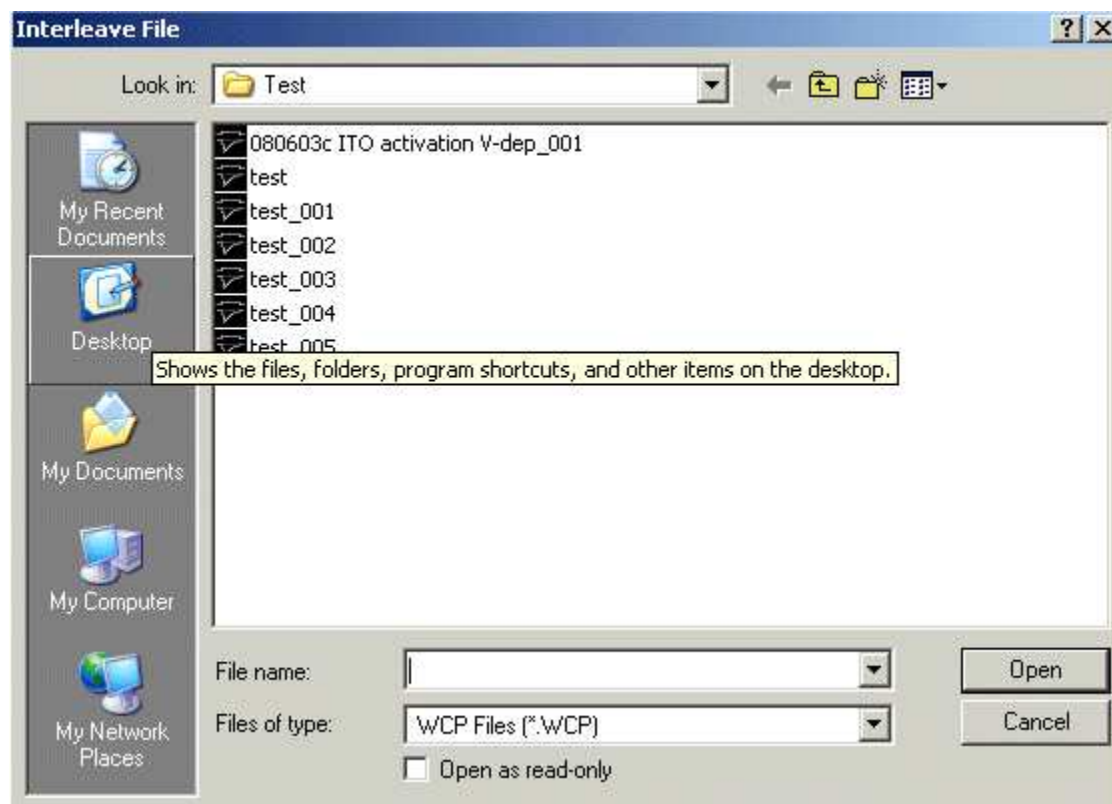 Interleave File
Look in: Test
080603c ITO activation V-dep_001
test
test_001
test_002
test_003
test_004
test_005
My Recent
Documents
Desktop
Shows the files, folders, program shortcuts, and other items on the desktop.
My Documents
My Computer
My Network
Places
File name:
Open
Files of type: WCP Files (*.WCP)
Cancel
Open as read-only